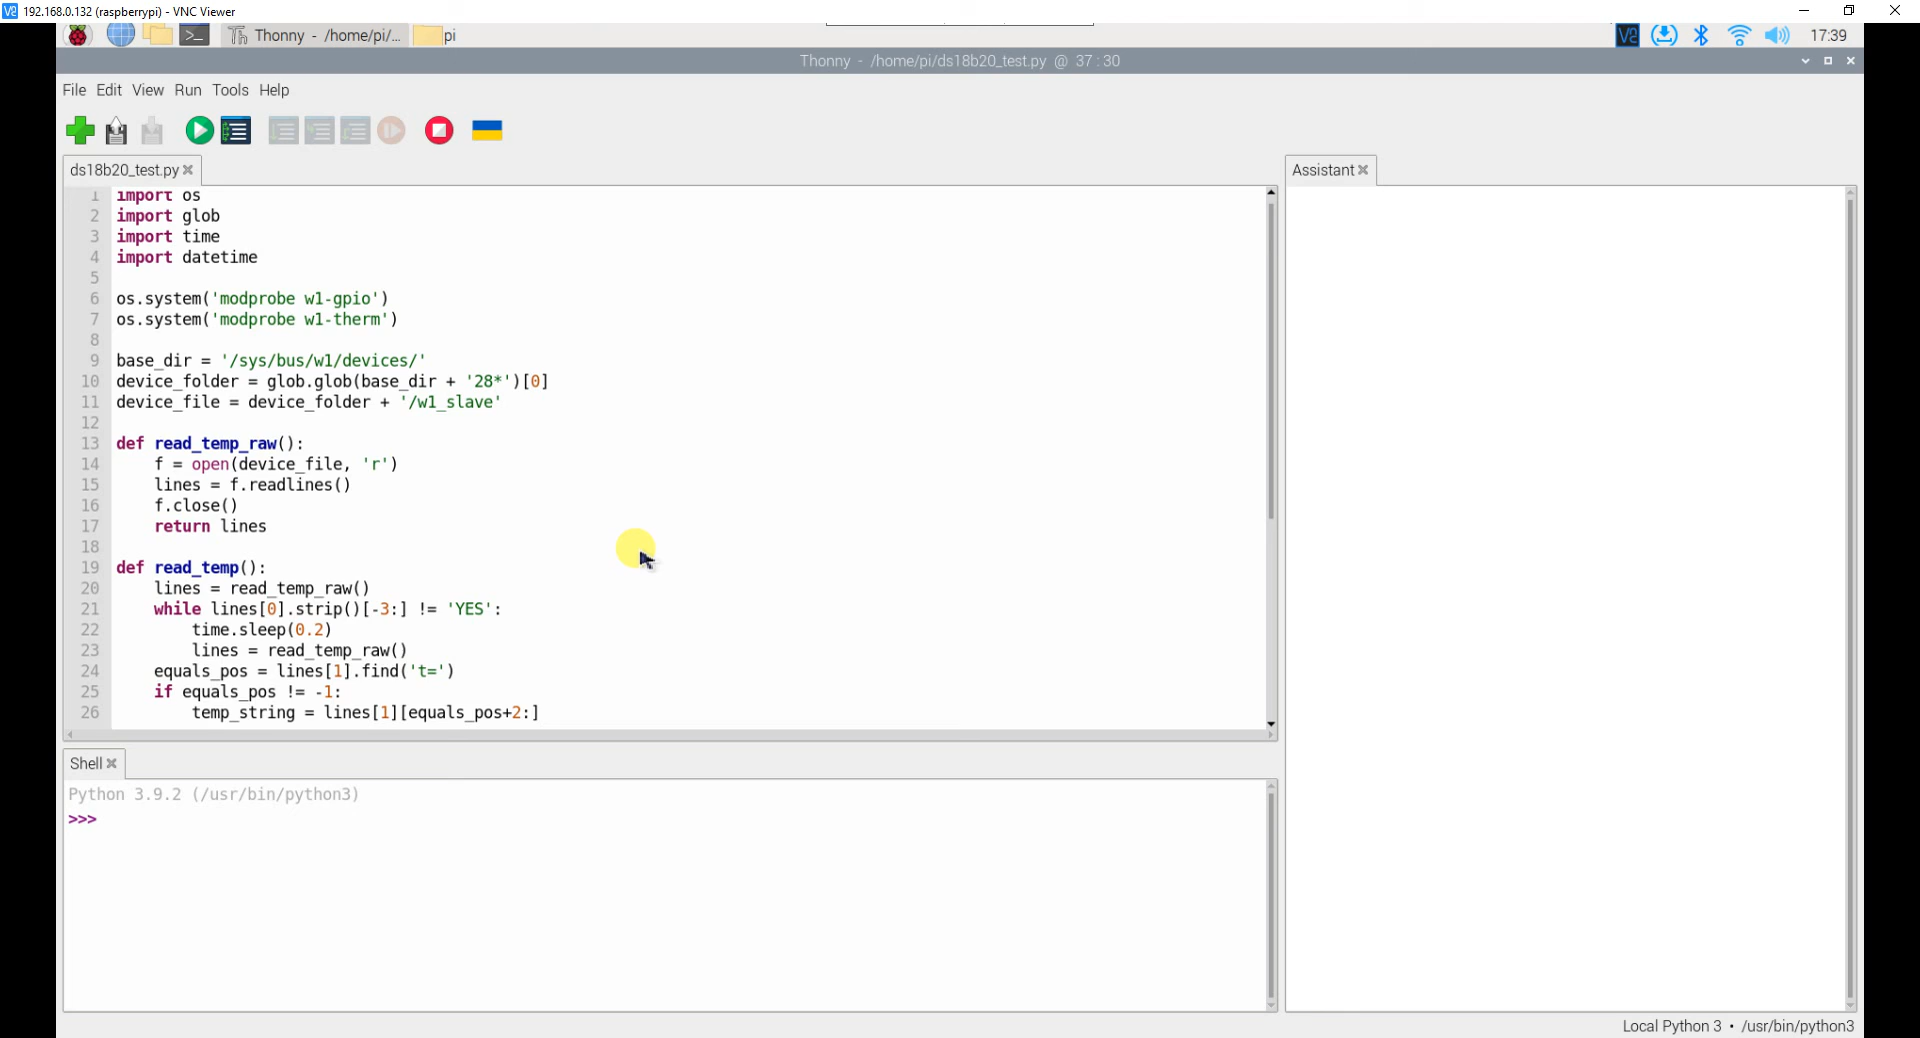 192.168.0.132 (raspberrypi) - VNC Viewer
Thonny - /home/pi/... pi 17:39
Thonny - /home/pi/ds18b20_test.py @ 37 : 30
File Edit View Run Tools Help
ds18b20_test.py
Assistant
1 import os
2 import glob
3 import time
4 import datetime
5
6 os.system('modprobe w1-gpio')
7 os.system('modprobe w1-therm')
8
9 base_dir = '/sys/bus/w1/devices/'
10 device_folder = glob.glob(base_dir + '28*')[0]
11 device_file = device_folder + '/w1_slave'
12
13 def read_temp_raw():
14     f = open(device_file, 'r')
15     lines = f.readlines()
16     f.close()
17     return lines
18
19 def read_temp():
20     lines = read_temp_raw()
21     while lines[0].strip()[-3:] != 'YES':
22         time.sleep(0.2)
23         lines = read_temp_raw()
24     equals_pos = lines[1].find('t=')
25     if equals_pos != -1:
26         temp_string = lines[1][equals_pos+2:]
Shell
Python 3.9.2 (/usr/bin/python3)
>>>
Local Python 3 • /usr/bin/python3